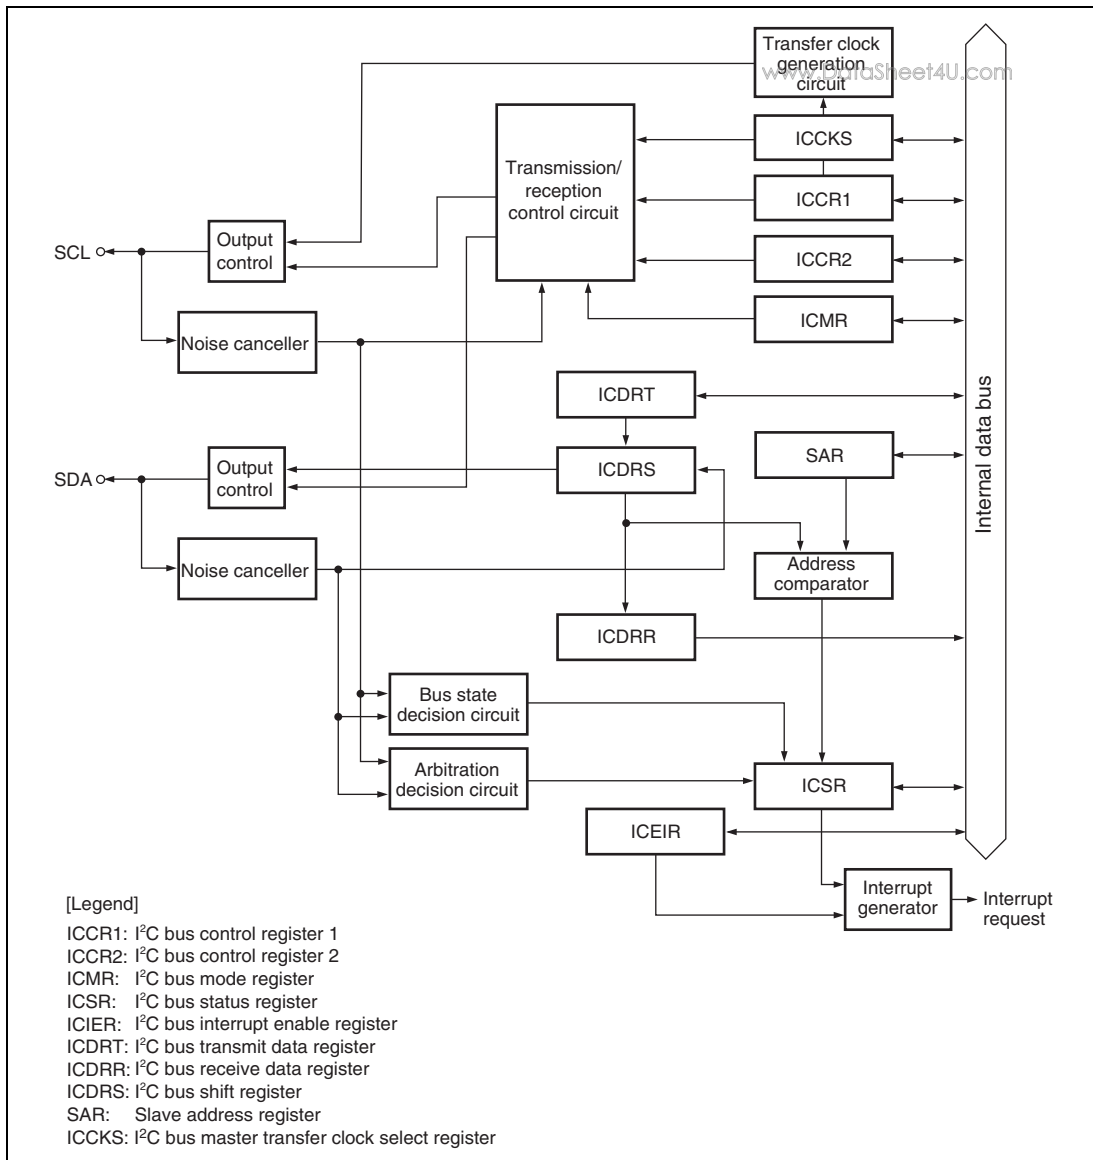 Transfer clock
generation
circuit
www.DataSheet4U.com
ICCKS
Transmission/
reception
control circuit
ICCR1
SCL
Output
control
ICCR2
Noise canceller
ICMR
Internal data bus
ICDRT
SDA
Output
control
ICDRS
SAR
Noise canceller
Address
comparator
ICDRR
Bus state
decision circuit
Arbitration
decision circuit
ICSR
ICEIR
Interrupt
generator
Interrupt
request
[Legend]
ICCR1: I²C bus control register 1
ICCR2: I²C bus control register 2
ICMR: I²C bus mode register
ICSR: I²C bus status register
ICIER: I²C bus interrupt enable register
ICDRT: I²C bus transmit data register
ICDRR: I²C bus receive data register
ICDRS: I²C bus shift register
SAR: Slave address register
ICCKS: I²C bus master transfer clock select register